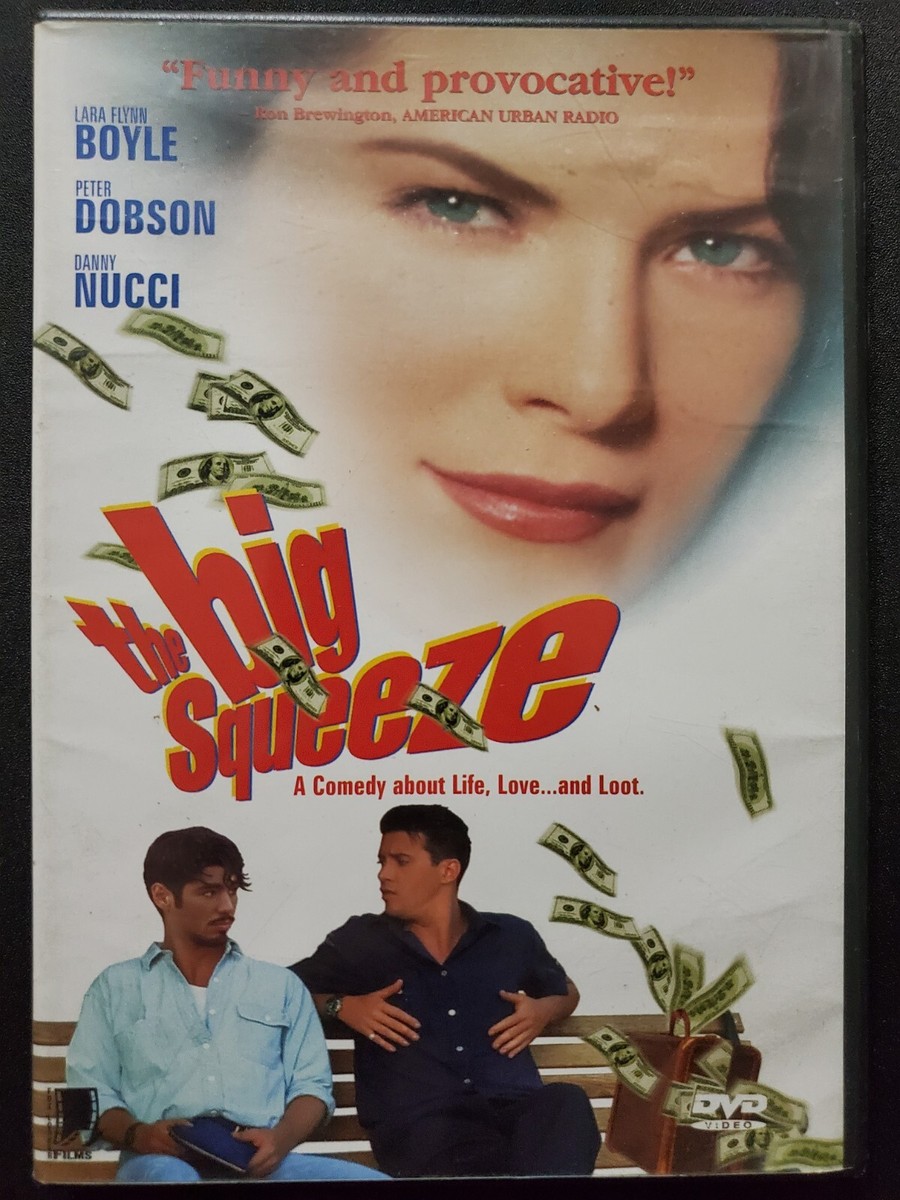 “Funny and provocative!”
– Ron Brewington, AMERICAN URBAN RADIO
LARA FLYNN
BOYLE
PETER
DOBSON
DANNY
NUCCI
the big
squeeze
A Comedy about Life, Love...and Loot.
DVD
VIDEO
FILMS